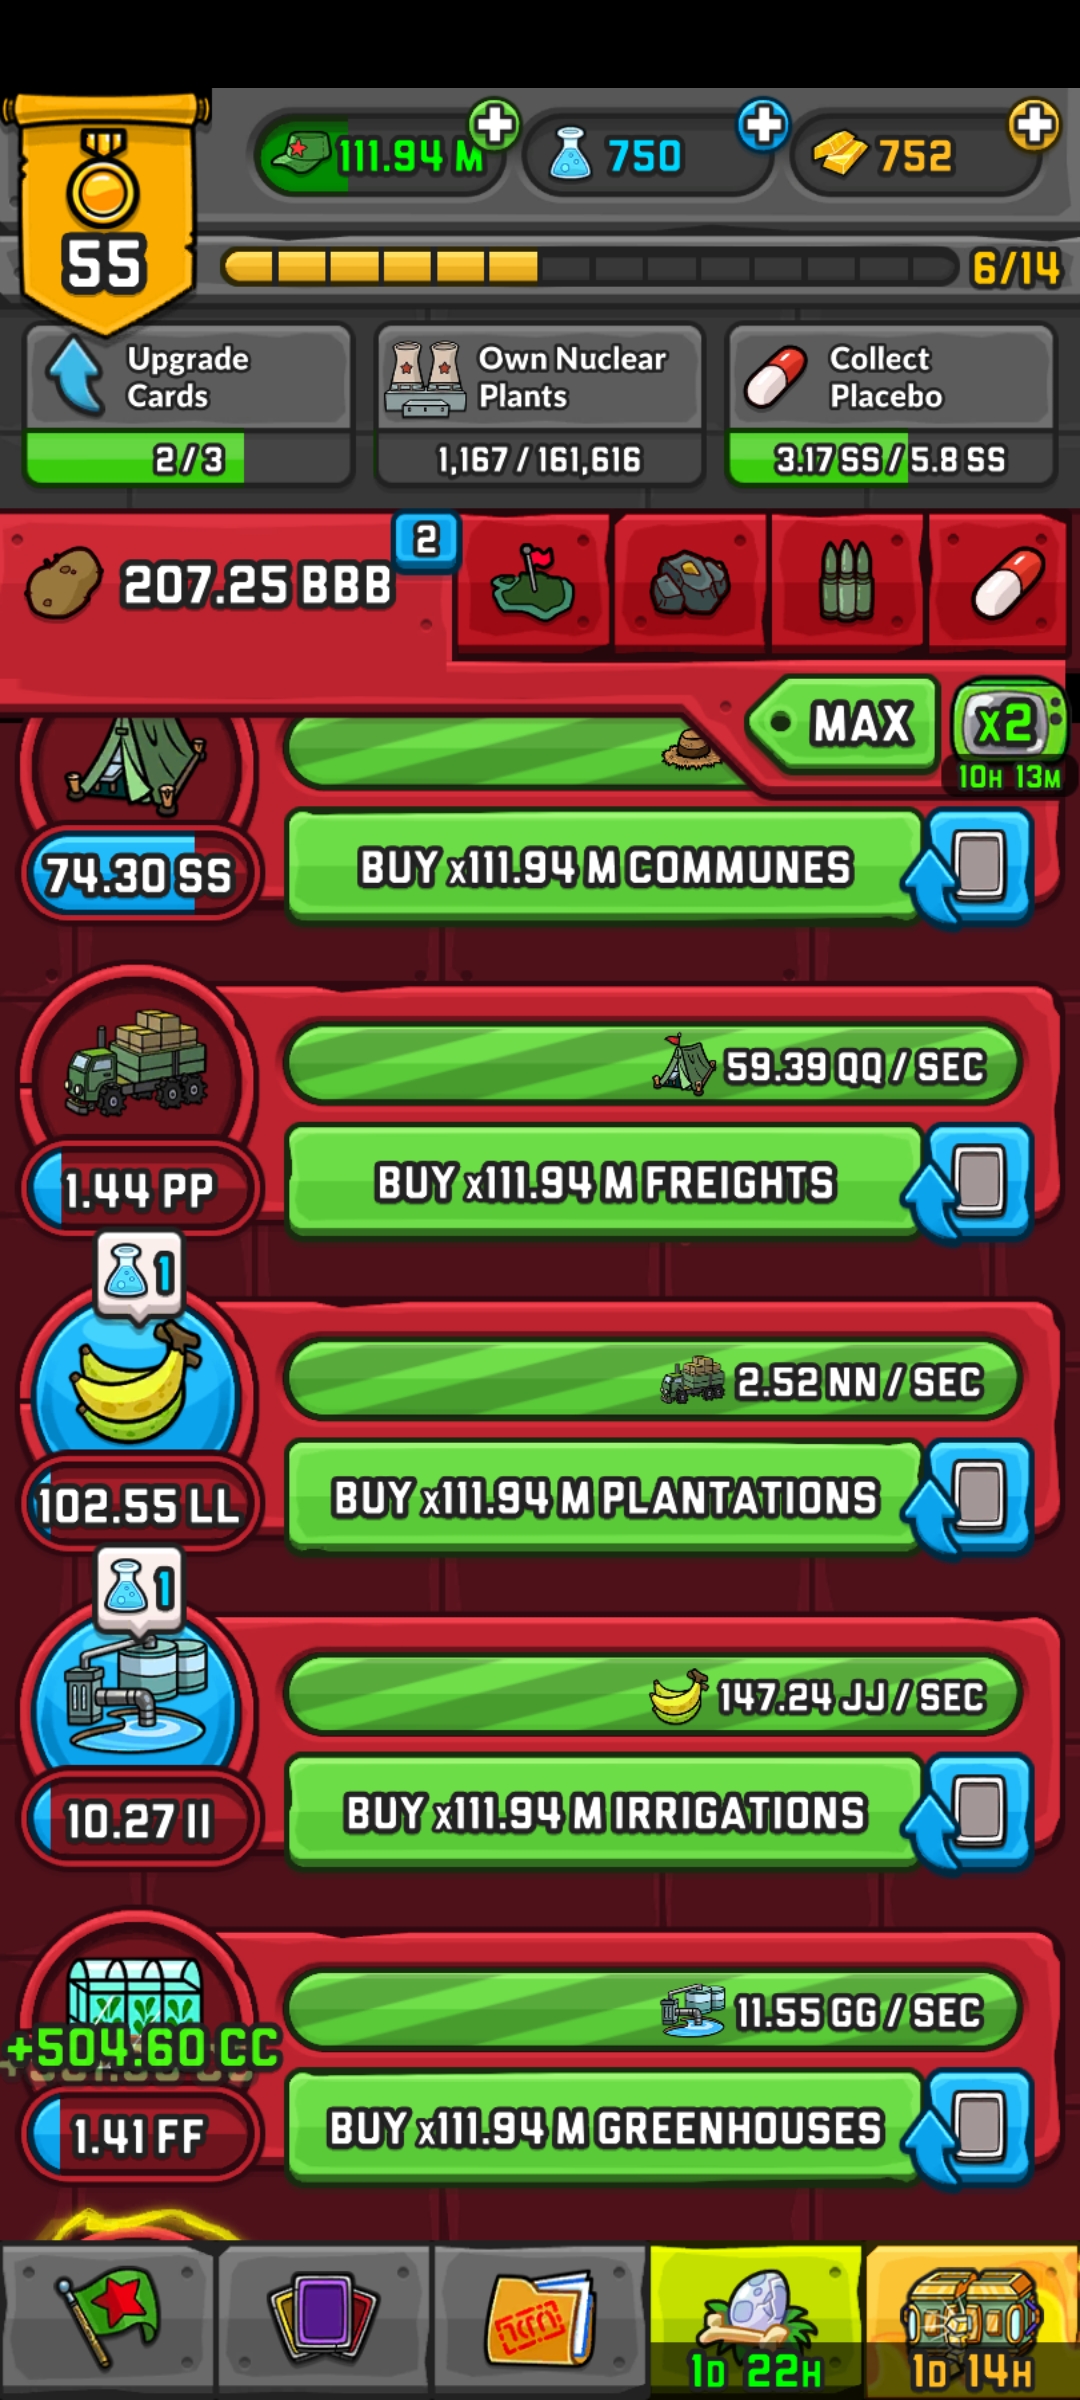 111.94 M
750
752
55
6/14
Upgrade
Cards
2/3
Own Nuclear
Plants
1,167/161,616
Collect
Placebo
3.17 SS/5.8 SS
207.25 BBB
2
MAX
x2
10H 13M
74.30 SS
BUY x111.94 M COMMUNES
59.39 QQ / SEC
1.44 PP
BUY x111.94 M FREIGHTS
1
2.52 NN / SEC
102.55 LL
BUY x111.94 M PLANTATIONS
1
147.24 JJ / SEC
10.27 II
BUY x111.94 M IRRIGATIONS
11.55 GG / SEC
+504.60 CC
1.41 FF
BUY x111.94 M GREENHOUSES
1D 22H
1D 14H